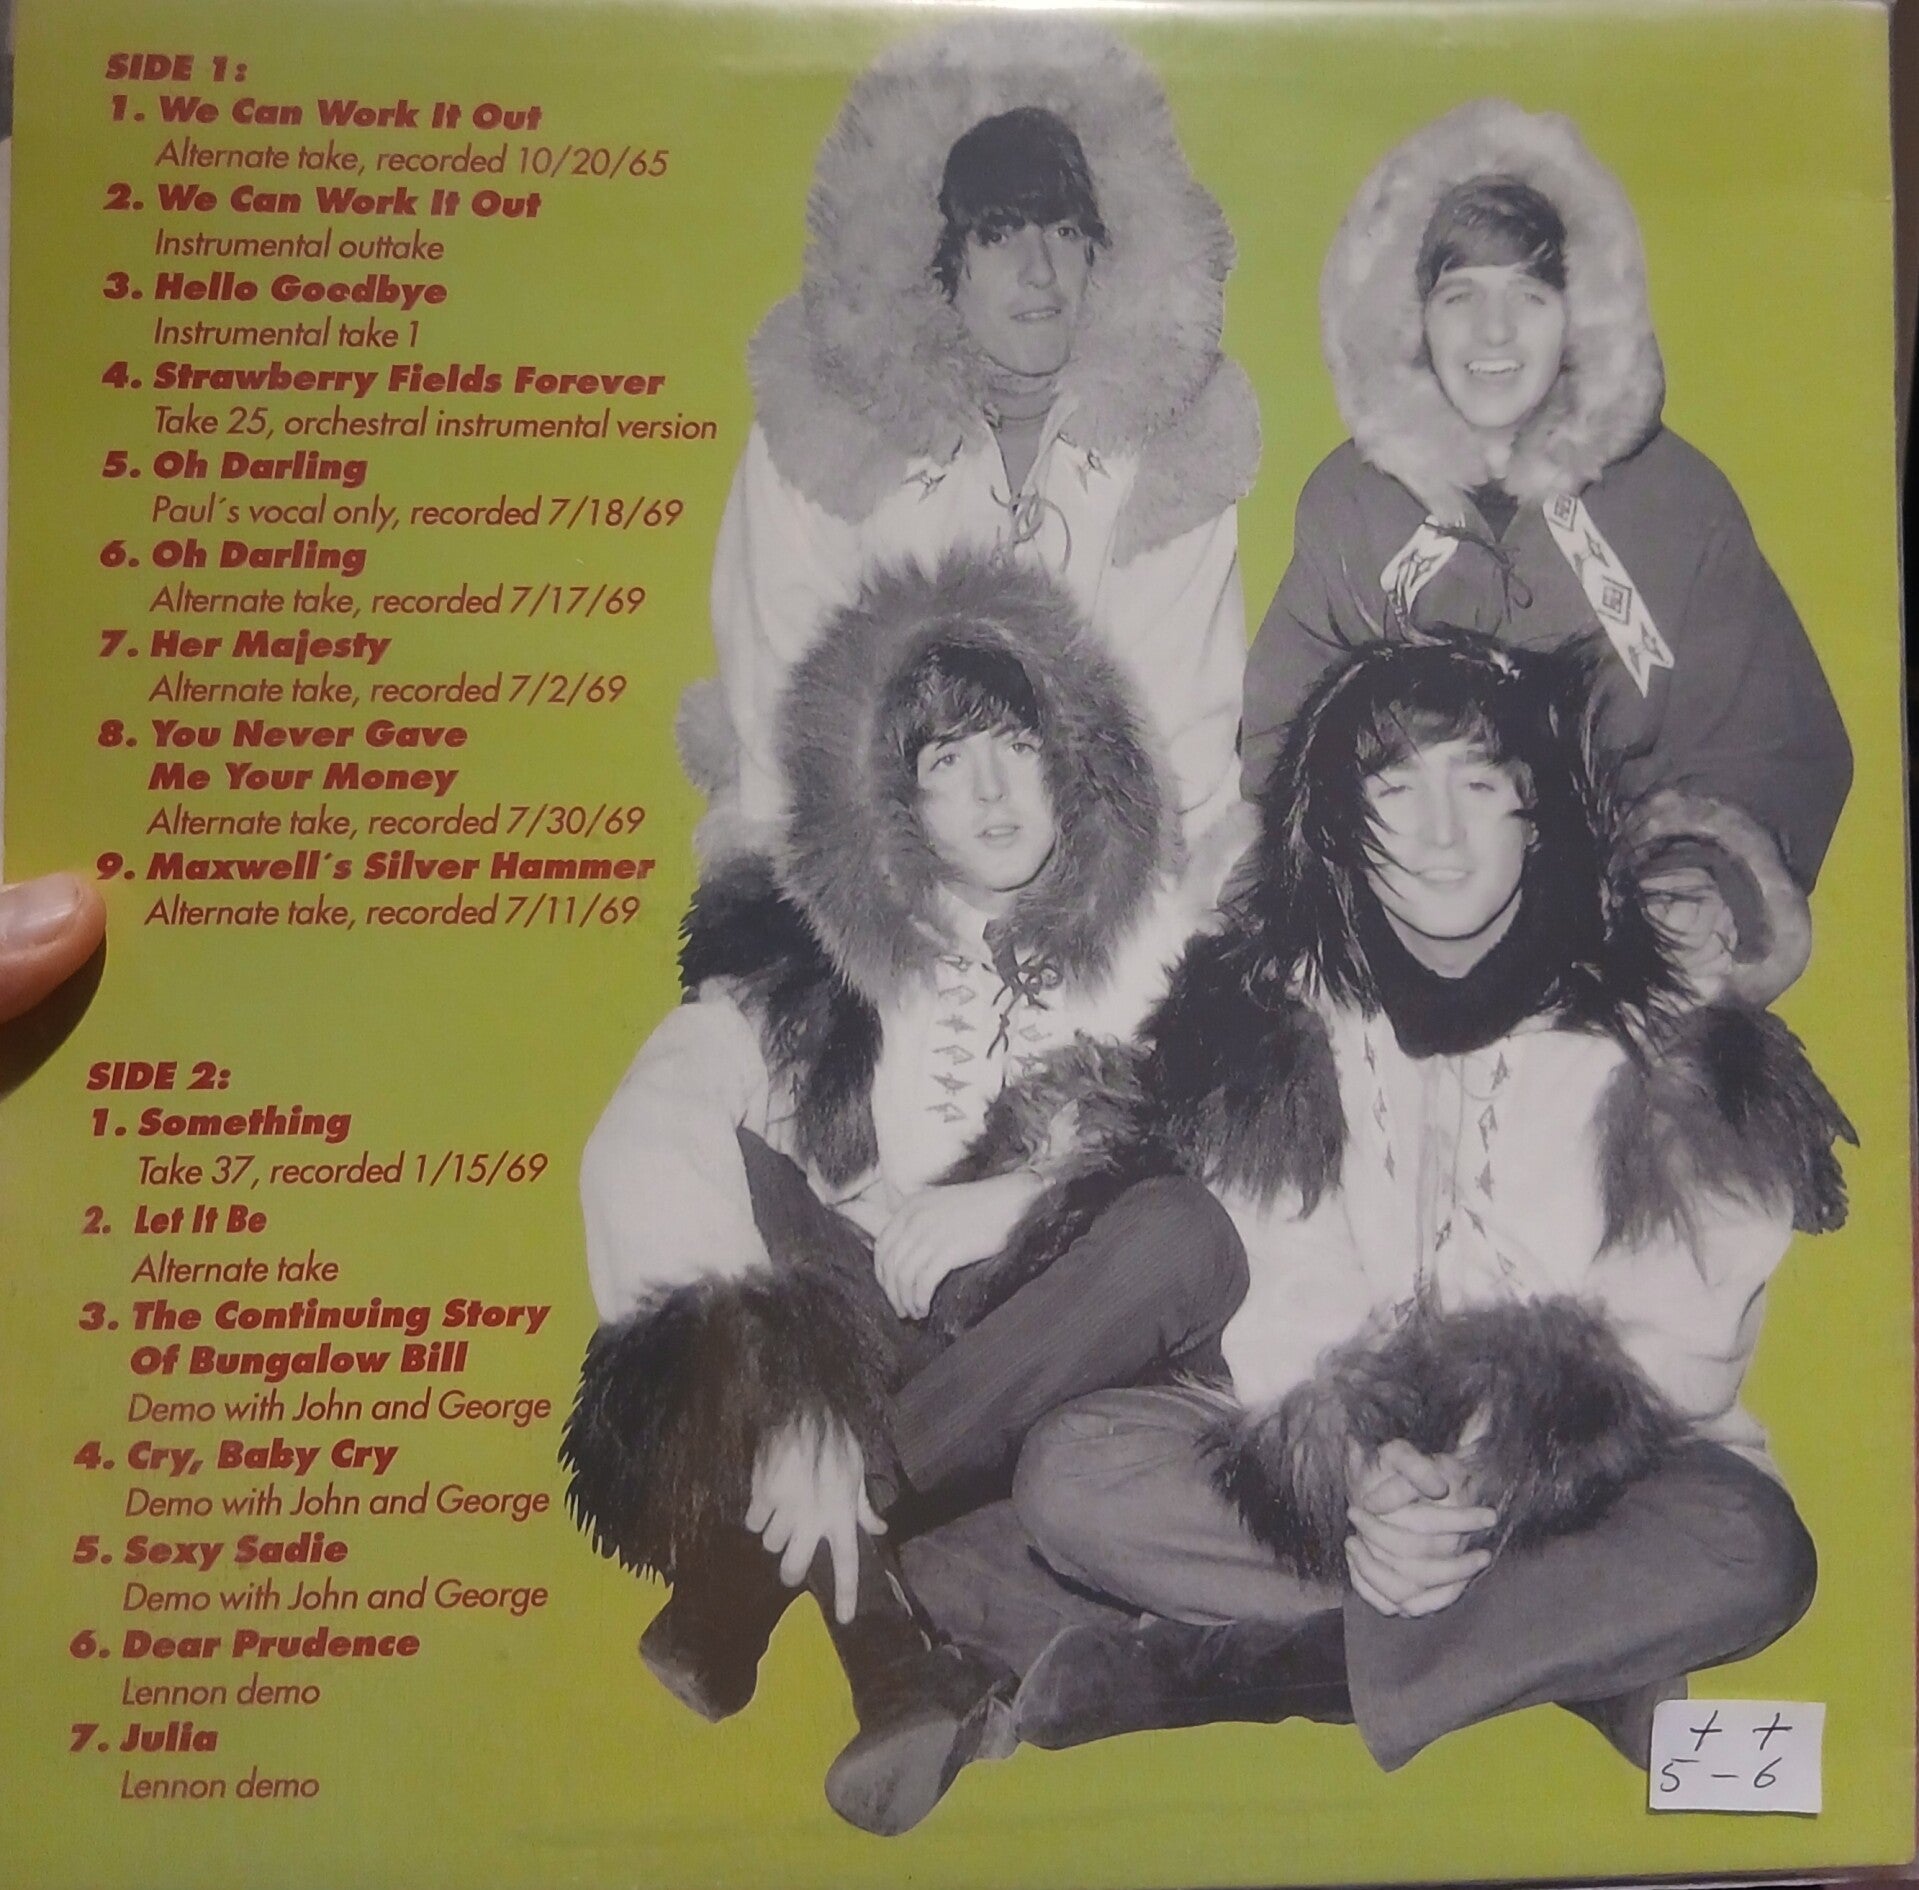 SIDE 1:
1. We Can Work It Out
Alternate take, recorded 10/20/65
2. We Can Work It Out
Instrumental outtake
3. Hello Goodbye
Instrumental take 1
4. Strawberry Fields Forever
Take 25, orchestral instrumental version
5. Oh Darling
Paul´s vocal only, recorded 7/18/69
6. Oh Darling
Alternate take, recorded 7/17/69
7. Her Majesty
Alternate take, recorded 7/2/69
8. You Never Gave
Me Your Money
Alternate take, recorded 7/30/69
9. Maxwell´s Silver Hammer
Alternate take, recorded 7/11/69
SIDE 2:
1. Something
Take 37, recorded 1/15/69
2. Let It Be
Alternate take
3. The Continuing Story
Of Bungalow Bill
Demo with John and George
4. Cry, Baby Cry
Demo with John and George
5. Sexy Sadie
Demo with John and George
6. Dear Prudence
Lennon demo
7. Julia
Lennon demo
+ +
5-6